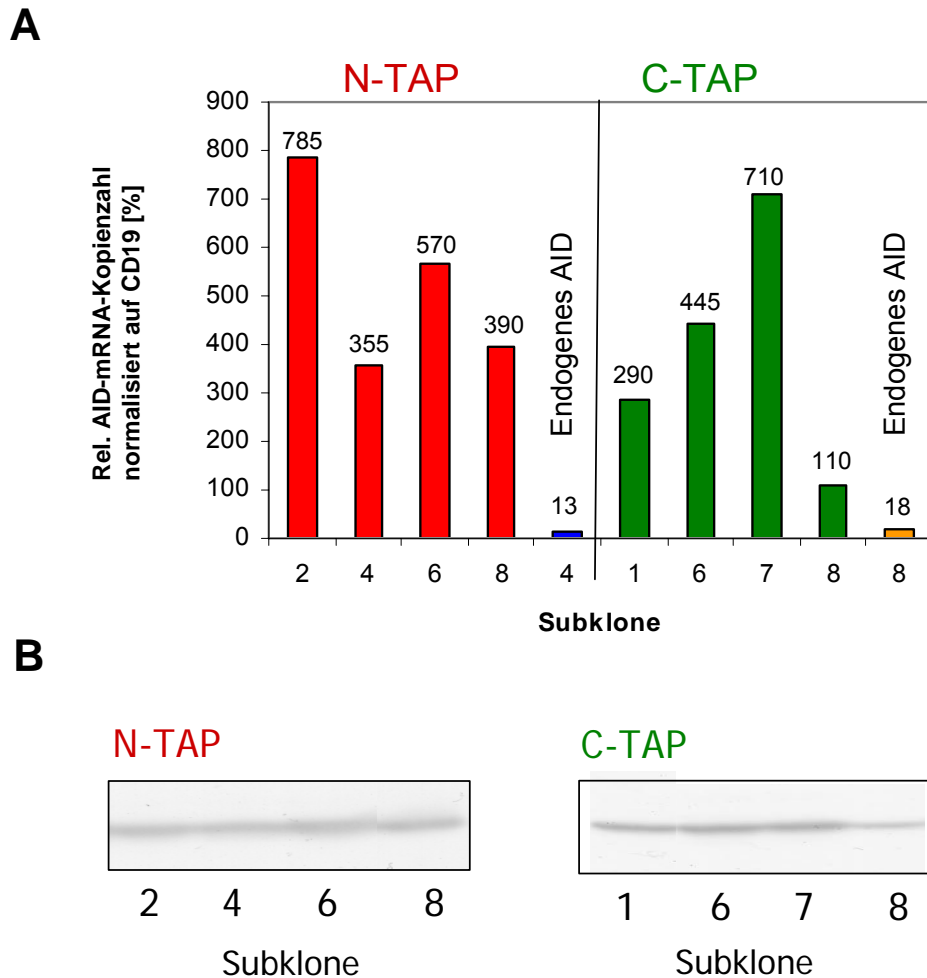 A
N-TAP
C-TAP
Rel. AID-mRNA-Kopienzahl
normalisiert auf CD19 [%]
900
800
700
600
500
400
300
200
100
0
785
355
570
390
13
Endogenes AID
290
445
710
110
18
Endogenes AID
2 4 6 8 4 1 6 7 8 8
Subklone
B
N-TAP
2 4 6 8
Subklone
C-TAP
1 6 7 8
Subklone